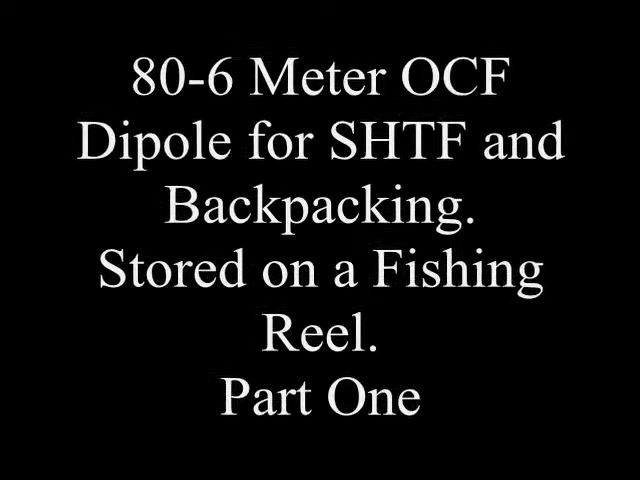 80-6 Meter OCF
Dipole for SHTF and
Backpacking.
Stored on a Fishing
Reel.
Part One